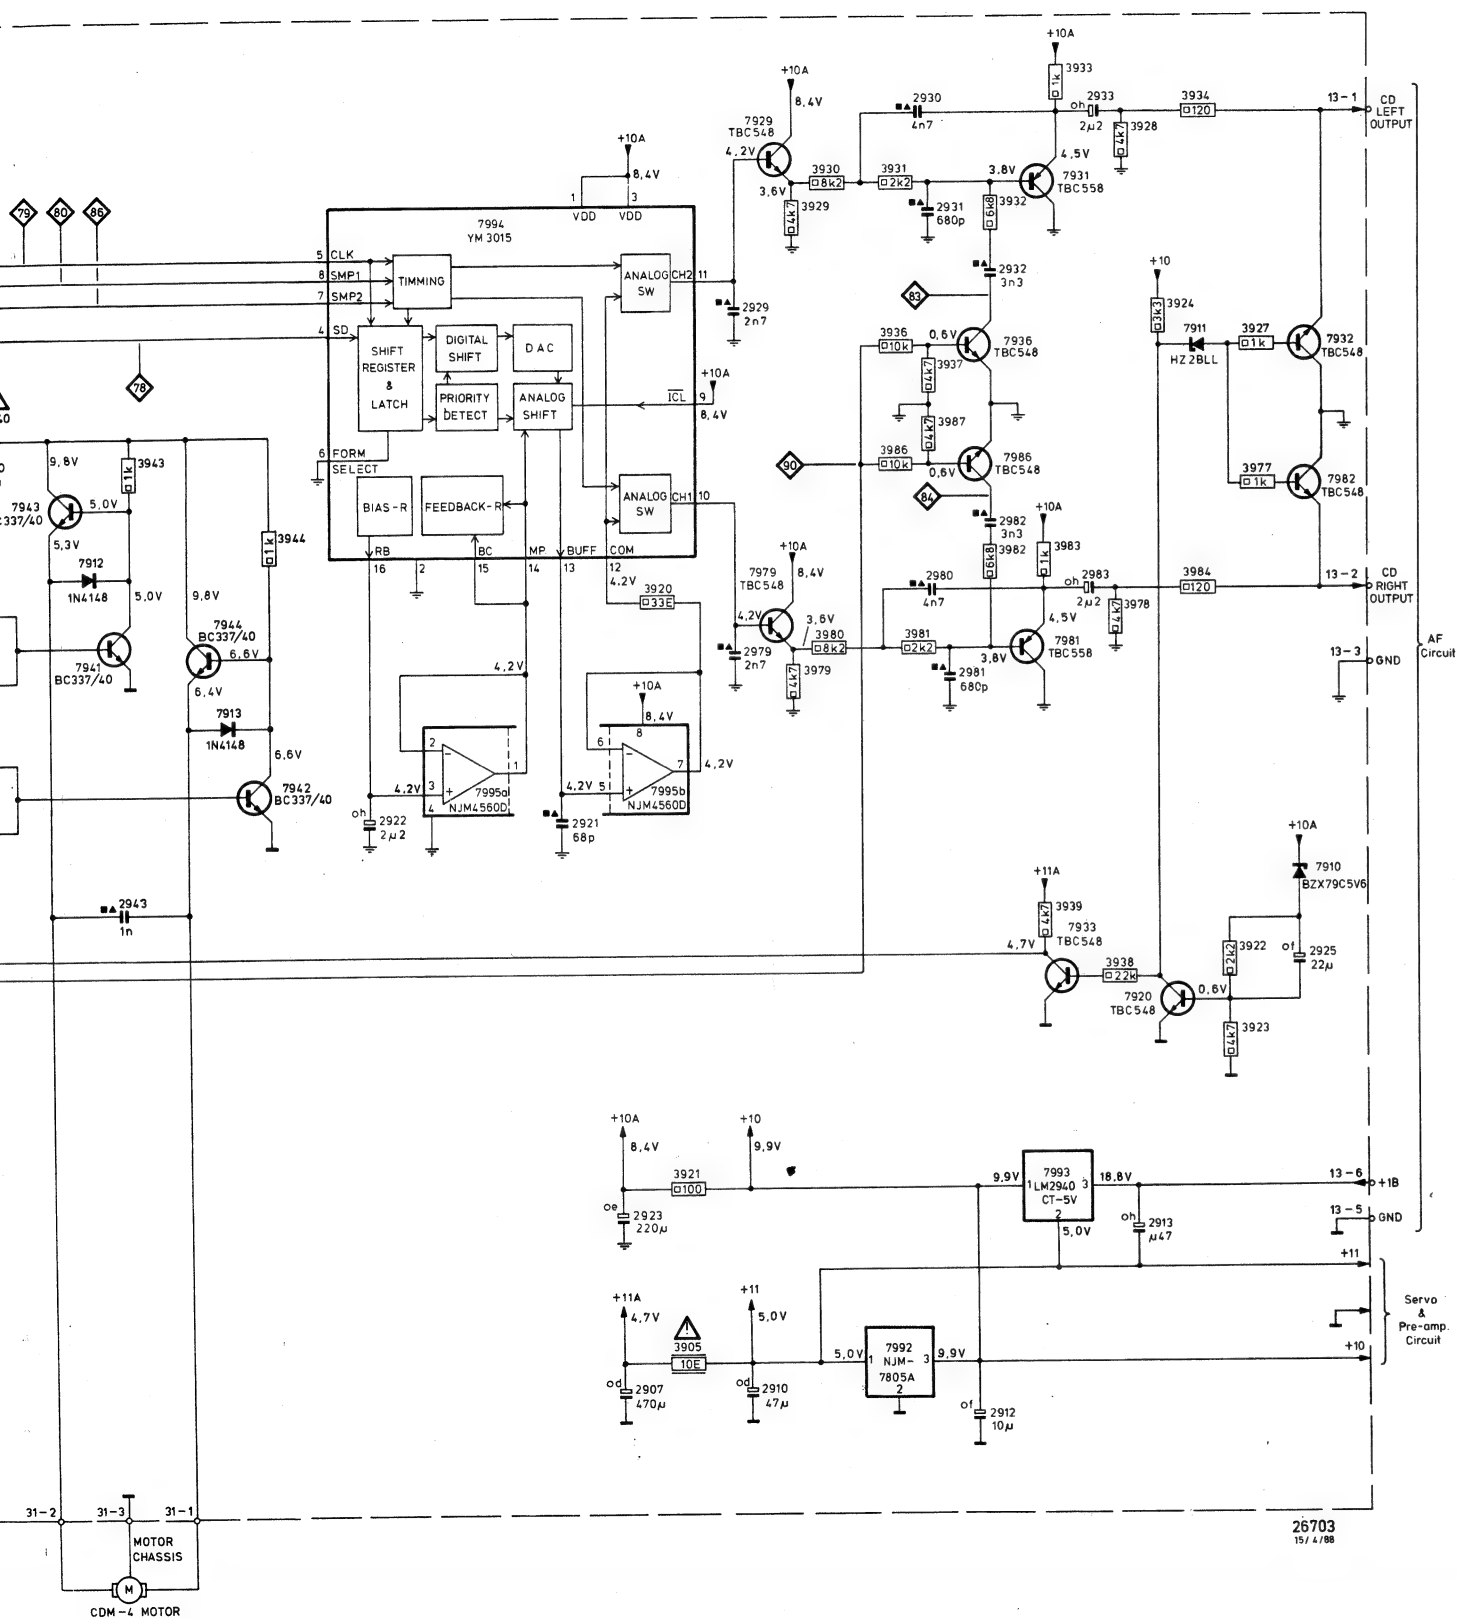 +10A
3933
1k
+10A
8,4V
7929
TBC548
4,2V
2930
4n7
oh 2933
2µ2
3928
4k7
3934
120
13-1
CD
LEFT
OUTPUT
3930
8k2
3931
2k2
3,6V
3929
4k7
3,8V
4,5V
7931
TBC558
2931
680p
3932
6k8
2932
3n3
+10A
8,4V
1
VDD
3
VDD
79
80
86
7994
YM 3015
5 CLK
8 SMP1
7 SMP2
4 SD
TIMMING
SHIFT
REGISTER
&
LATCH
DIGITAL
SHIFT
DAC
PRIORITY
DETECT
ANALOG
SHIFT
ANALOG
SW
CH2 11
2929
2n7
+10A
ICL 9
8,4V
78
6 FORM
SELECT
BIAS-R
FEEDBACK-R
ANALOG
SW
CH1 10
RB
16
2
BC
15
MP
14
BUFF
13
COM
12
4,2V
3920
33E
83
3936
10k
0,6V
7936
TBC548
3937
4k7
3987
4k7
90
3986
10k
0,6V
7986
TBC548
84
2982
3n3
3982
6k8
+10A
3983
1k
+10
3924
3k3
7911
HZ2BLL
3927
1k
7932
TBC548
3977
1k
7982
TBC548
9,8V
3943
1k
7943
5,0V
5,3V
7912
1N4148
5,0V
3944
1k
9,8V
7944
BC337/40
6,6V
7941
BC337/40
6,4V
7913
1N4148
6,6V
7942
BC337/40
+10A
8,4V
7979
TBC548
4,2V
3,6V
2979
2n7
3979
4k7
3980
8k2
3981
2k2
2980
4n7
oh 2983
2µ2
3978
4k7
3984
120
13-2
CD
RIGHT
OUTPUT
4,5V
3,8V
7981
TBC558
2981
680p
13-3
GND
AF
Circuit
4,2V
2
1
4,2V 3
4
7995a
NJM4560D
oh 2922
2µ2
2921
68p
+10A
8,4V
8
6
7
4,2V 5
4,2V
7995b
NJM4560D
2943
1n
+10A
7910
BZX79C5V6
+11A
3939
4k7
4,7V
7933
TBC548
3938
22k
7920
TBC548
0,6V
3922
2k2
of 2925
22µ
3923
4k7
+10A
8,4V
3921
100
+10
9,9V
oe 2923
220µ
9,9V
1
7993
LM2940
CT-5V
3
2
18,8V
5,0V
oh 2913
µ47
13-6
+1B
13-5
GND
+11
+11A
4,7V
3905
10E
+11
5,0V
od 2907
470µ
od 2910
47µ
5,0V
1
7992
NJM-
7805A
3
2
9,9V
of 2912
10µ
+10
Servo
&
Pre-amp.
Circuit
31-2
31-3
31-1
MOTOR
CHASSIS
M
CDM-4 MOTOR
26703
15/4/88